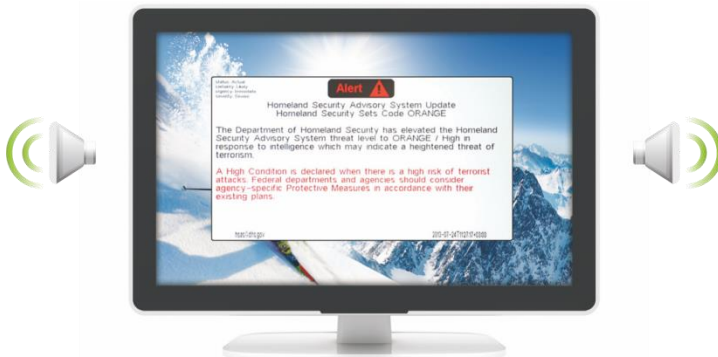 Status: Actual
Alert
Homeland Security Advisory System Update
Homeland Security Sets Code ORANGE
The Department of Homeland Security has elevated the Homeland
Security Advisory System threat level to ORANGE / High in
response to intelligence which may indicate a heightened threat of
terrorism.
A High Condition is declared when there is a high risk of terrorist
attacks. Federal departments and agencies should consider
agency-specific Protective Measures in accordance with their
existing plans.